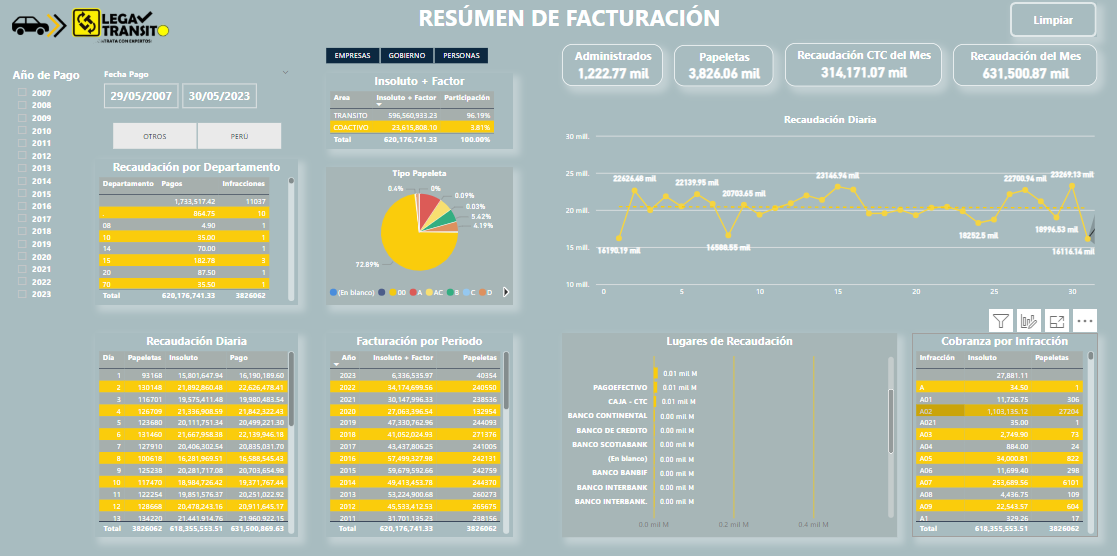 LEGAL
TRANSITO
CONTRATA CON EXPERTOS
RESÚMEN DE FACTURACIÓN
Limpiar
Año de Pago
2007
2008
2009
2010
2011
2012
2013
2014
2015
2016
2017
2018
2019
2020
2021
2022
2023
Fecha Pago
29/05/2007 30/05/2023
OTROS PERÚ
EMPRESAS GOBIERNO PERSONAS
Administrados
1,222.77 mil
Papeletas
3,826.06 mil
Recaudación CTC del Mes
314,171.07 mil
Recaudación del Mes
631,500.87 mil
Insoluto + Factor
Area Insoluto + Factor Participación
TRANSITO 596,560,933.23 96.19%
COACTIVO 23,615,808.10 3.81%
Total 620,176,741.33 100.00%
Recaudación por Departamento
Departamento Pagos Infracciones
1,733,517.42 11037
. 864.75 10
08 4.90 1
10 35.00 1
14 70.00 1
15 182.78 3
20 87.50 1
70 35.50 1
Total 620,176,741.33 3826062
Tipo Papeleta
0.4% 0%
0.09%
0.03%
5.42%
4.19%
72.89%
(En blanco) 00 A AC B C D
Recaudación Diaria
30 mill.
25 mill.
20 mill.
15 mill.
10 mill.
22626.48 mil
22139.95 mil
20703.65 mil
23146.94 mil
22700.94 mil
23269.13 mil
16190.19 mil
16588.55 mil
18252.5 mil
18996.53 mil
16116.14 mil
0 5 10 15 20 25 30
Recaudación Diaria
Día Papeletas Insoluto Pago
1 93168 15,801,647.94 16,190,189.60
2 130148 21,892,860.48 22,626,478.41
3 116701 19,575,411.48 19,980,483.54
4 126709 21,336,908.59 21,842,322.43
5 123680 20,111,751.34 20,499,221.30
6 131460 21,667,958.38 22,139,946.18
7 127910 20,406,302.54 20,835,031.70
8 100618 16,281,969.51 16,588,545.43
9 125238 20,281,717.08 20,703,654.98
10 117470 18,984,726.42 19,371,767.44
11 122254 19,851,576.37 20,251,022.92
12 128668 20,478,243.16 20,911,645.17
13 134220 21,441,914.76 21,960,922.15
Total 3826062 618,355,553.51 631,500,869.63
Facturación por Periodo
Año Insoluto + Factor Papeletas
2023 6,336,535.97 40354
2022 34,174,699.56 240550
2021 30,147,996.33 238536
2020 27,063,396.54 132954
2019 47,330,762.96 244093
2018 41,052,024.53 271376
2017 43,437,806.25 241005
2016 57,499,327.98 242131
2015 59,679,592.66 242759
2014 49,413,453.78 244370
2013 53,224,900.68 260273
2012 45,533,412.53 265675
2011 31,701,135.23 238156
Total 620,176,741.33 3826062
Lugares de Recaudación
0.01 mil M
PAGOEFECTIVO 0.01 mil M
CAJA - CTC 0.01 mil M
BANCO CONTINENTAL 0.00 mil M
BANCO DE CREDITO 0.00 mil M
BANCO SCOTIABANK 0.00 mil M
(En blanco) 0.00 mil M
BANCO BANBIF 0.00 mil M
BANCO INTERBANK 0.00 mil M
BANCO INTERBANK. 0.00 mil M
0.0 mil M 0.2 mil M 0.4 mil M
Cobranza por Infracción
Infracción Insoluto Papeletas
27,881.11
A 34.50 1
A01 11,726.75 306
A02 1,103,135.12 27204
A021 35.00 1
A03 2,749.90 73
A04 884.00 24
A05 34,000.81 822
A06 11,699.40 298
A07 253,689.56 6101
A08 4,436.75 109
A09 22,543.57 604
A1 329.26 17
Total 618,355,553.51 3826062